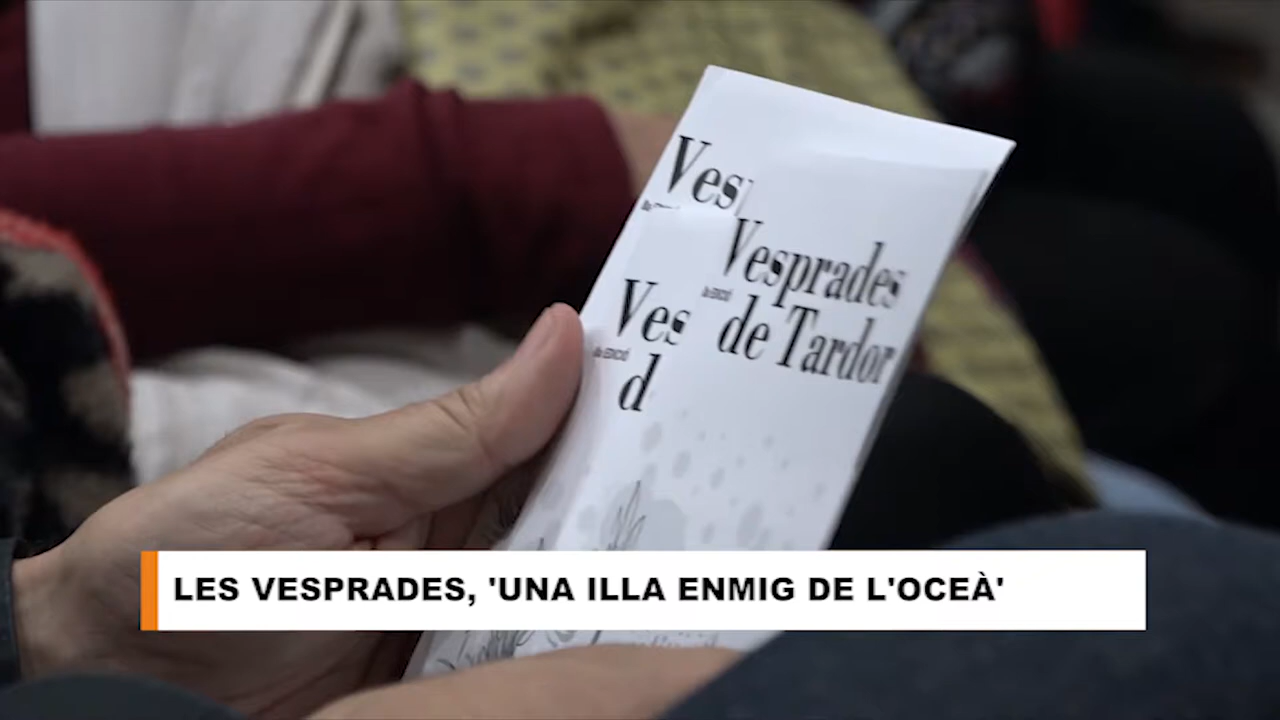 Ves
Vesprades
de Tardor
Ves
d
LES VESPRADES, 'UNA ILLA ENMIG DE L'OCEÀ'